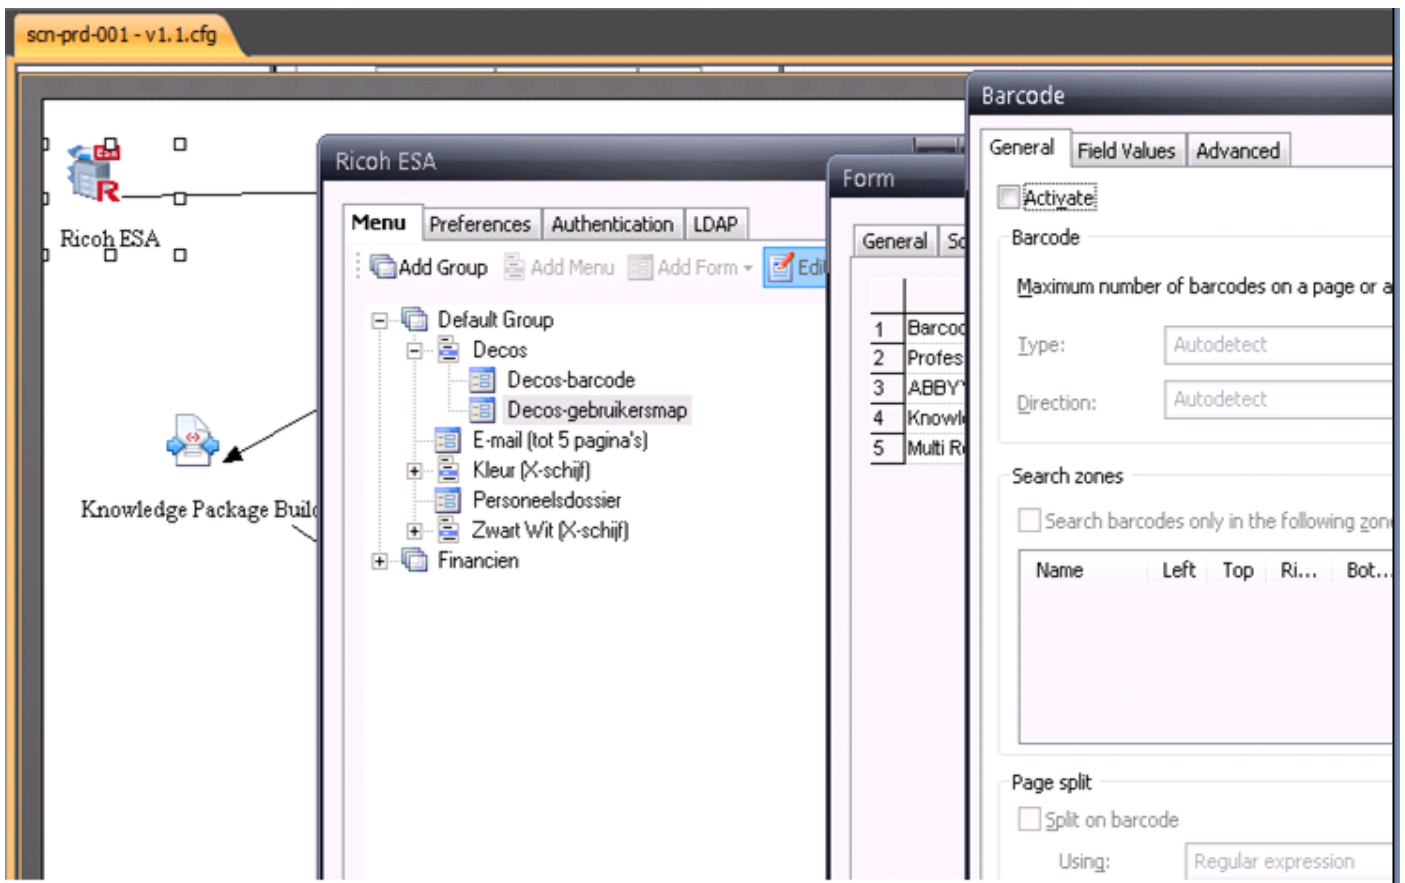 scn-prd-001 - v1.1.cfg
Ricoh ESA
Knowledge Package Build
Ricoh ESA
Menu Preferences Authentication LDAP
Add Group Add Menu Add Form Edi
Default Group
Decos
Decos-barcode
Decos-gebruikersmap
E-mail (tot 5 pagina's)
Kleur (X-schijf)
Personeelsdossier
Zwart Wit (X-schijf)
Financien
Form
General Sc
1 Barcod
2 Profes
3 ABBYY
4 Knowle
5 Multi Re
Barcode
General Field Values Advanced
Activate
Barcode
Maximum number of barcodes on a page or a
Type: Autodetect
Direction: Autodetect
Search zones
Search barcodes only in the following zon
Name Left Top Ri... Bot...
Page split
Split on barcode
Using: Regular expression